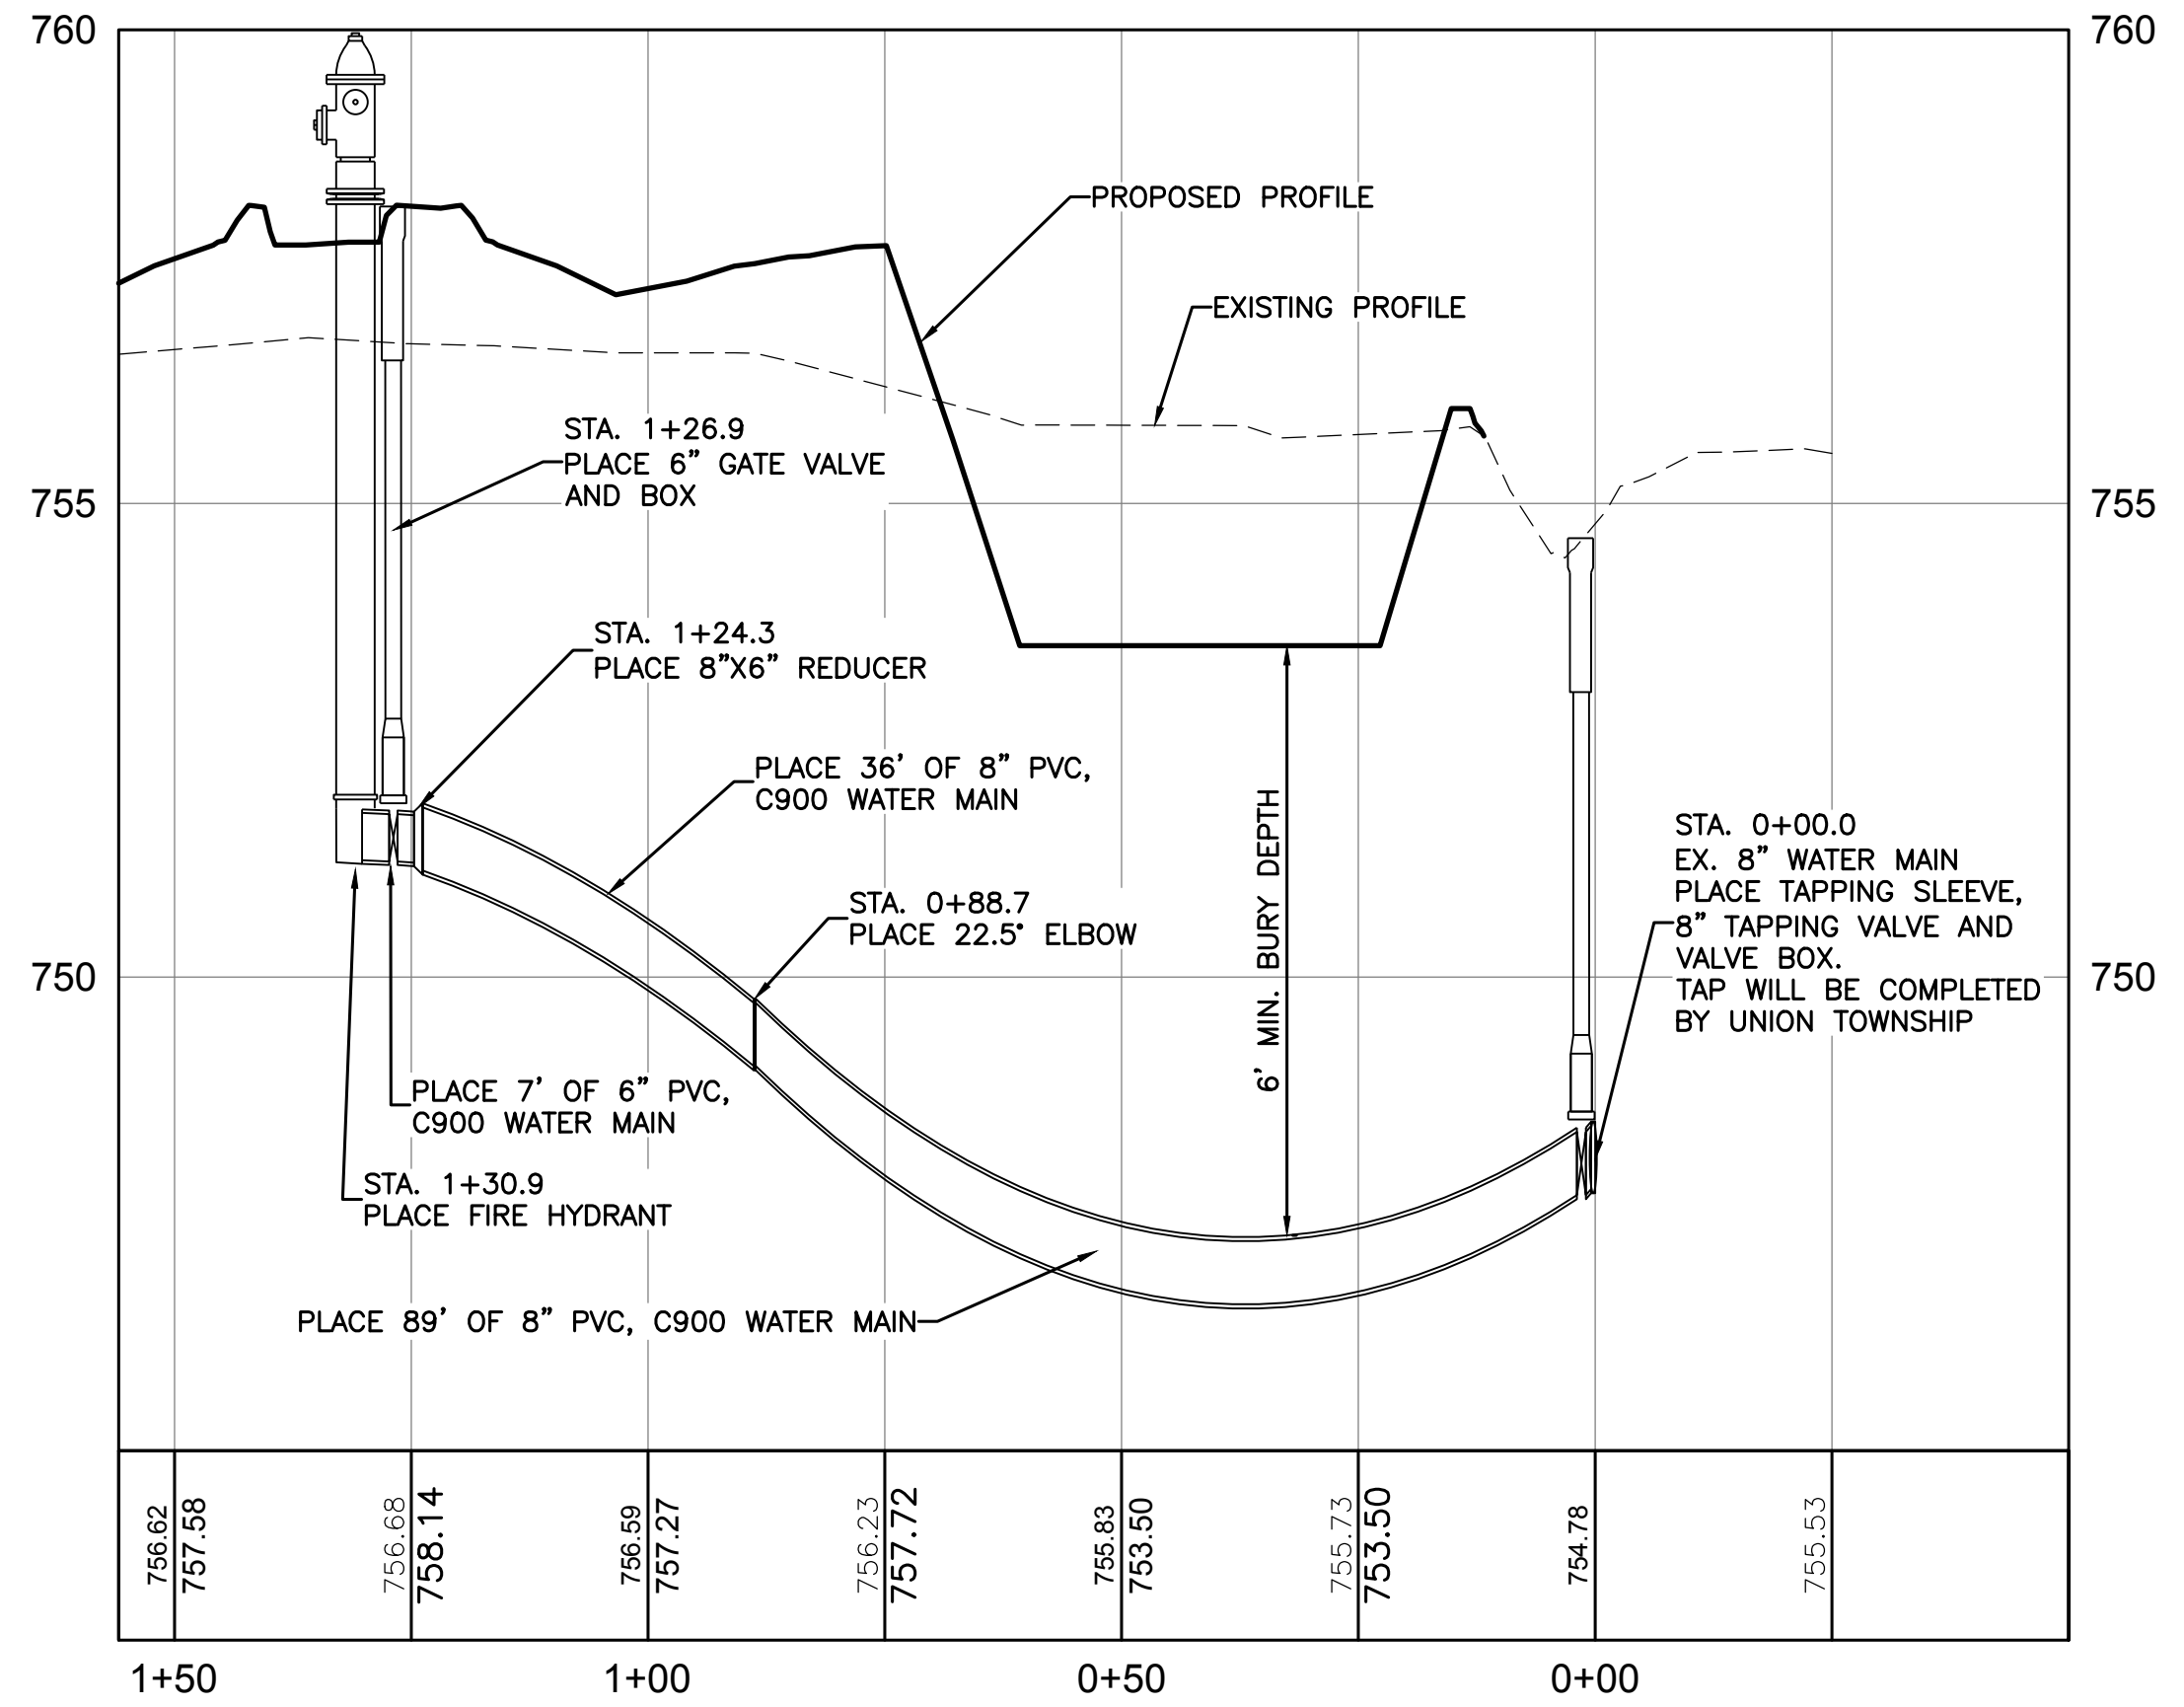 760
760
PROPOSED PROFILE
EXISTING PROFILE
STA. 1+26.9
PLACE 6” GATE VALVE
AND BOX
755
755
STA. 1+24.3
PLACE 8”X6” REDUCER
PLACE 36’ OF 8” PVC,
C900 WATER MAIN
6’ MIN. BURY DEPTH
STA. 0+00.0
EX. 8” WATER MAIN
PLACE TAPPING SLEEVE,
8” TAPPING VALVE AND
VALVE BOX.
TAP WILL BE COMPLETED
BY UNION TOWNSHIP
STA. 0+88.7
PLACE 22.5° ELBOW
750
750
PLACE 7’ OF 6” PVC,
C900 WATER MAIN
STA. 1+30.9
PLACE FIRE HYDRANT
PLACE 89’ OF 8” PVC, C900 WATER MAIN
756.62
757.58
756.68
758.14
756.59
757.27
756.23
757.72
755.83
753.50
755.73
753.50
754.78
755.53
1+50
1+00
0+50
0+00